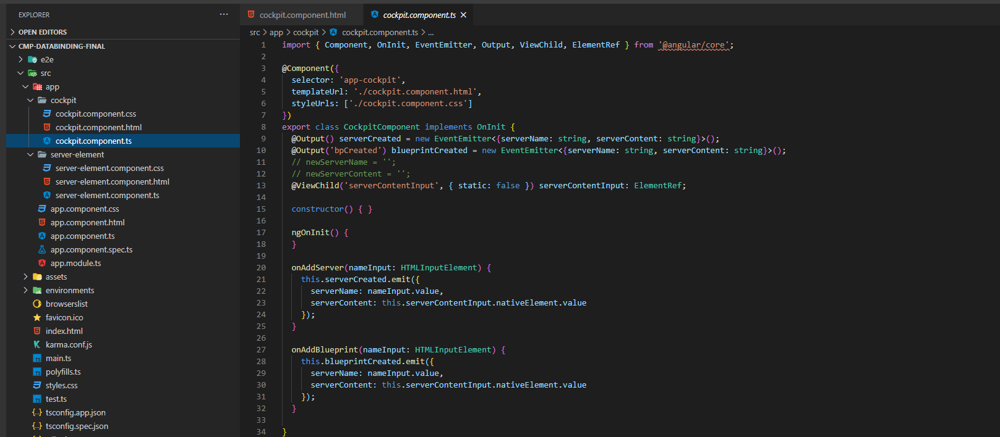 EXPLORER
OPEN EDITORS
CMP-DATABINDING-FINAL
e2e
src
app
cockpit
cockpit.component.css
cockpit.component.html
cockpit.component.ts
server-element
server-element.component.css
server-element.component.html
server-element.component.ts
app.component.css
app.component.html
app.component.ts
app.component.spec.ts
app.module.ts
assets
environments
browserslist
favicon.ico
index.html
karma.conf.js
main.ts
polyfills.ts
styles.css
test.ts
tsconfig.app.json
tsconfig.spec.json
cockpit.component.html
cockpit.component.ts
src > app > cockpit > cockpit.component.ts > ...
1 import { Component, OnInit, EventEmitter, Output, ViewChild, ElementRef } from '@angular/core';
2
3 @Component({
4   selector: 'app-cockpit',
5   templateUrl: './cockpit.component.html',
6   styleUrls: ['./cockpit.component.css']
7 })
8 export class CockpitComponent implements OnInit {
9   @Output() serverCreated = new EventEmitter<{serverName: string, serverContent: string}>();
10   @Output('bpCreated') blueprintCreated = new EventEmitter<{serverName: string, serverContent: string}>();
11   // newServerName = '';
12   // newServerContent = '';
13   @ViewChild('serverContentInput', { static: false }) serverContentInput: ElementRef;
14
15   constructor() { }
16
17   ngOnInit() {
18   }
19
20   onAddServer(nameInput: HTMLInputElement) {
21     this.serverCreated.emit({
22       serverName: nameInput.value,
23       serverContent: this.serverContentInput.nativeElement.value
24     });
25   }
26
27   onAddBlueprint(nameInput: HTMLInputElement) {
28     this.blueprintCreated.emit({
29       serverName: nameInput.value,
30       serverContent: this.serverContentInput.nativeElement.value
31     });
32   }
33
34 }